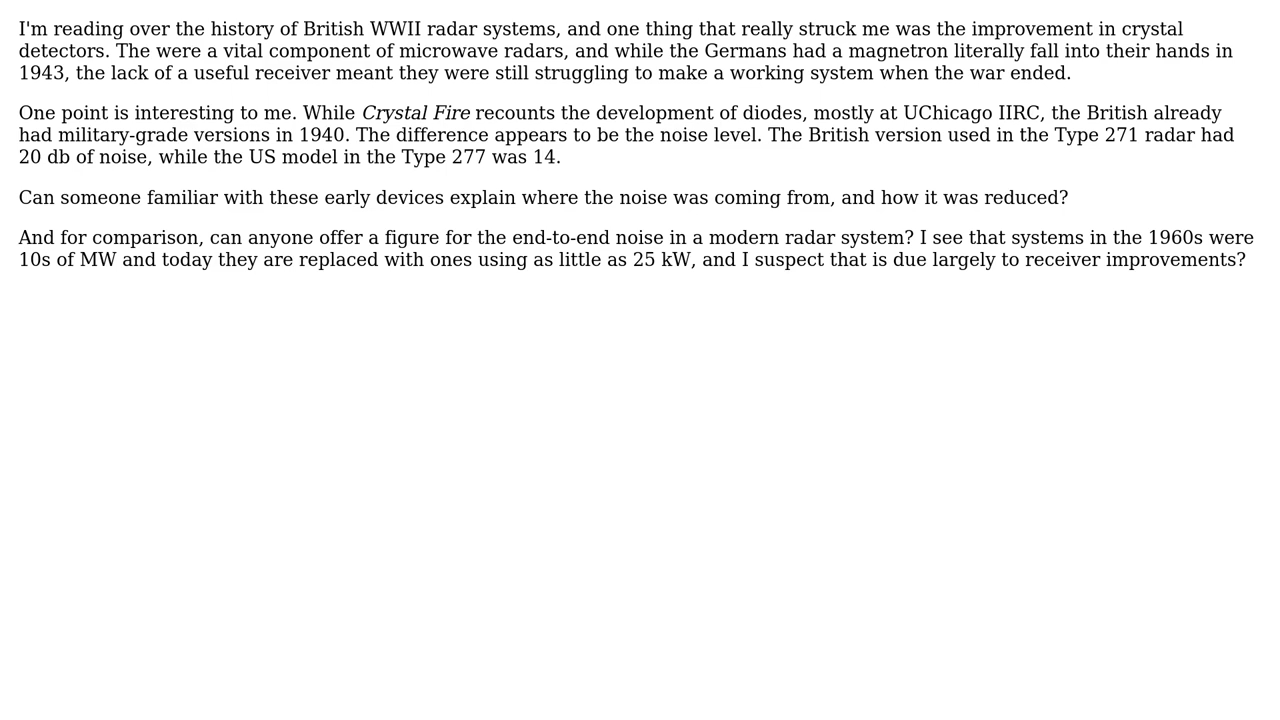 I'm reading over the history of British WWII radar systems, and one thing that really struck me was the improvement in crystal
detectors. The were a vital component of microwave radars, and while the Germans had a magnetron literally fall into their hands in
1943, the lack of a useful receiver meant they were still struggling to make a working system when the war ended.
One point is interesting to me. While Crystal Fire recounts the development of diodes, mostly at UChicago IIRC, the British already
had military-grade versions in 1940. The difference appears to be the noise level. The British version used in the Type 271 radar had
20 db of noise, while the US model in the Type 277 was 14.
Can someone familiar with these early devices explain where the noise was coming from, and how it was reduced?
And for comparison, can anyone offer a figure for the end-to-end noise in a modern radar system? I see that systems in the 1960s were
10s of MW and today they are replaced with ones using as little as 25 kW, and I suspect that is due largely to receiver improvements?